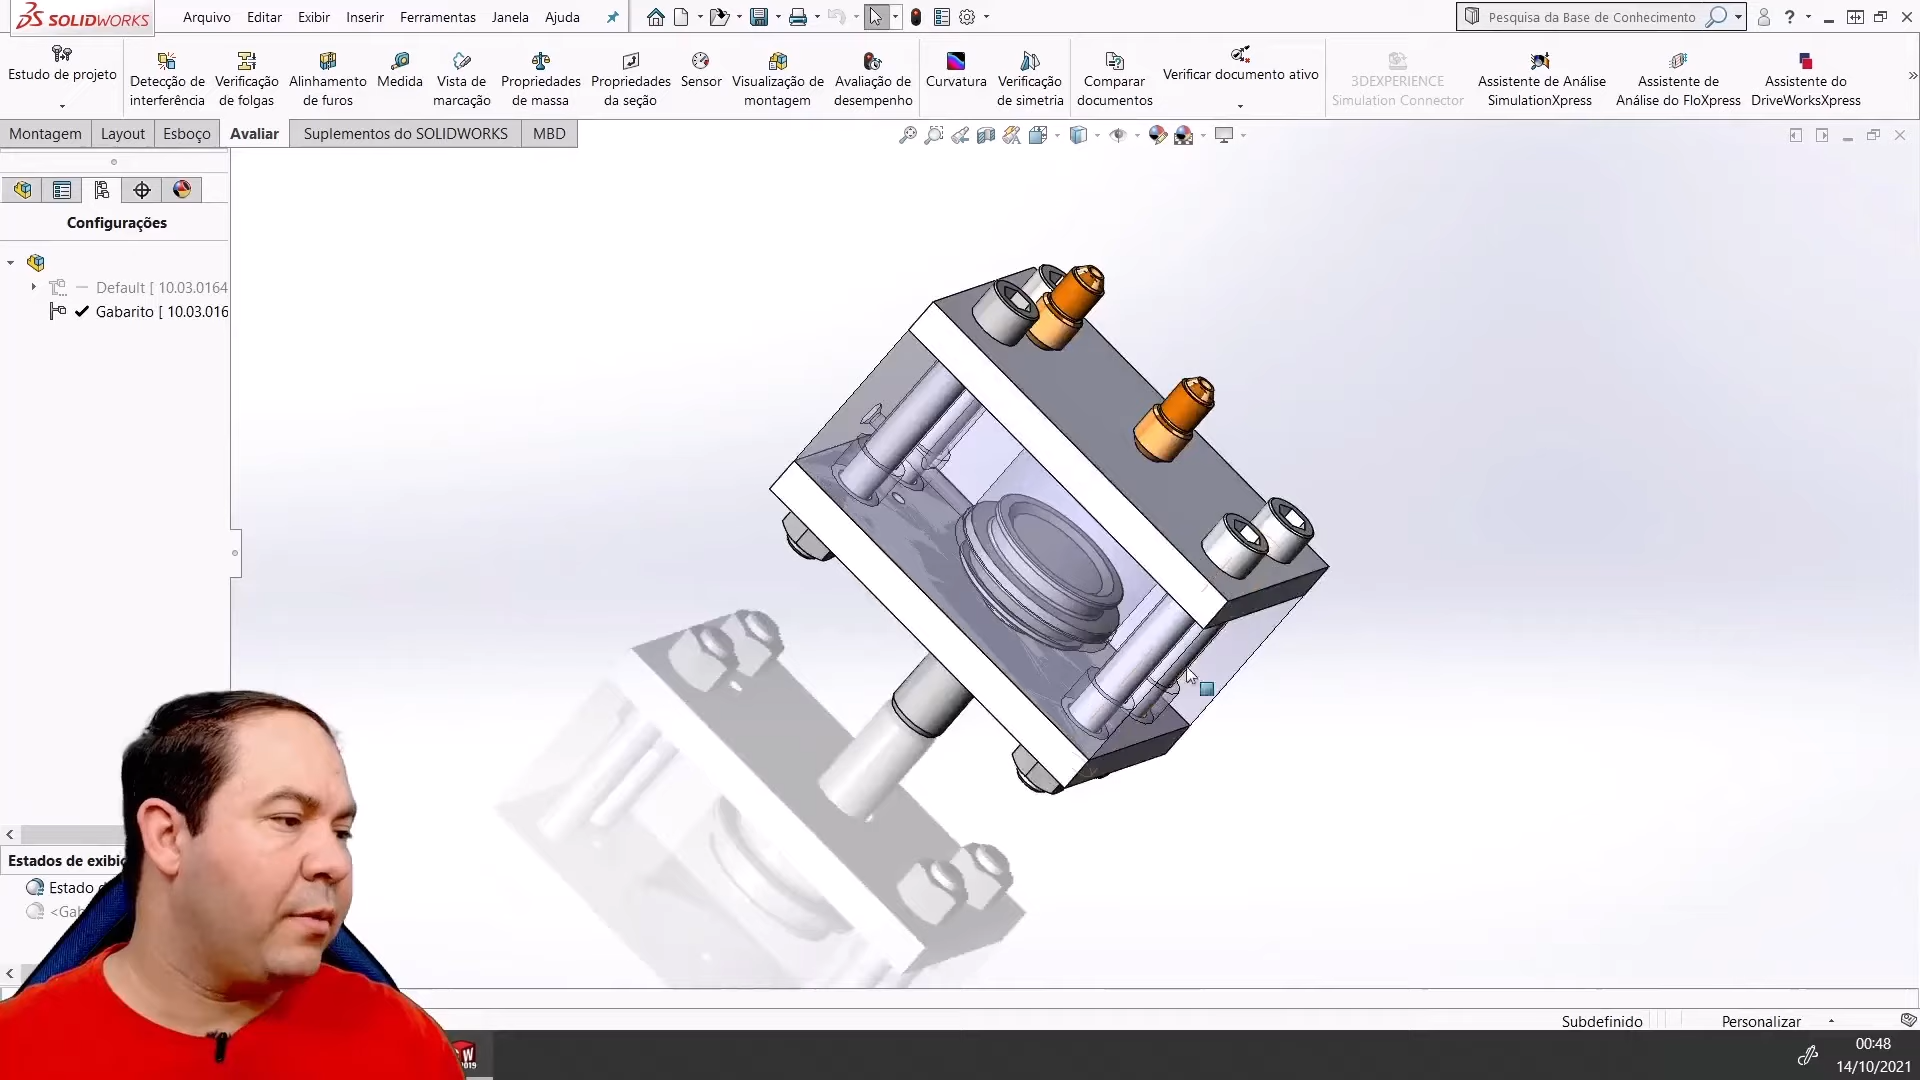 SOLIDWORKS
Arquivo Editar Exibir Inserir Ferramentas Janela Ajuda
Pesquisa da Base de Conhecimento
Estudo de projeto
Detecção de interferência
Verificação de folgas
Alinhamento de furos
Medida
Vista de marcação
Propriedades de massa
Propriedades da seção
Sensor
Visualização de montagem
Avaliação de desempenho
Curvatura
Verificação de simetria
Comparar documentos
Verificar documento ativo
3DEXPERIENCE Simulation Connector
Assistente de Análise SimulationXpress
Assistente de Análise do FloXpress
Assistente do DriveWorksXpress
Montagem Layout Esboço Avaliar Suplementos do SOLIDWORKS MBD
Configurações
Default [ 10.03.0164
Gabarito [ 10.03.016
Estados de exibic
Estado
<Gab
Subdefinido Personalizar
00:48
14/10/2021